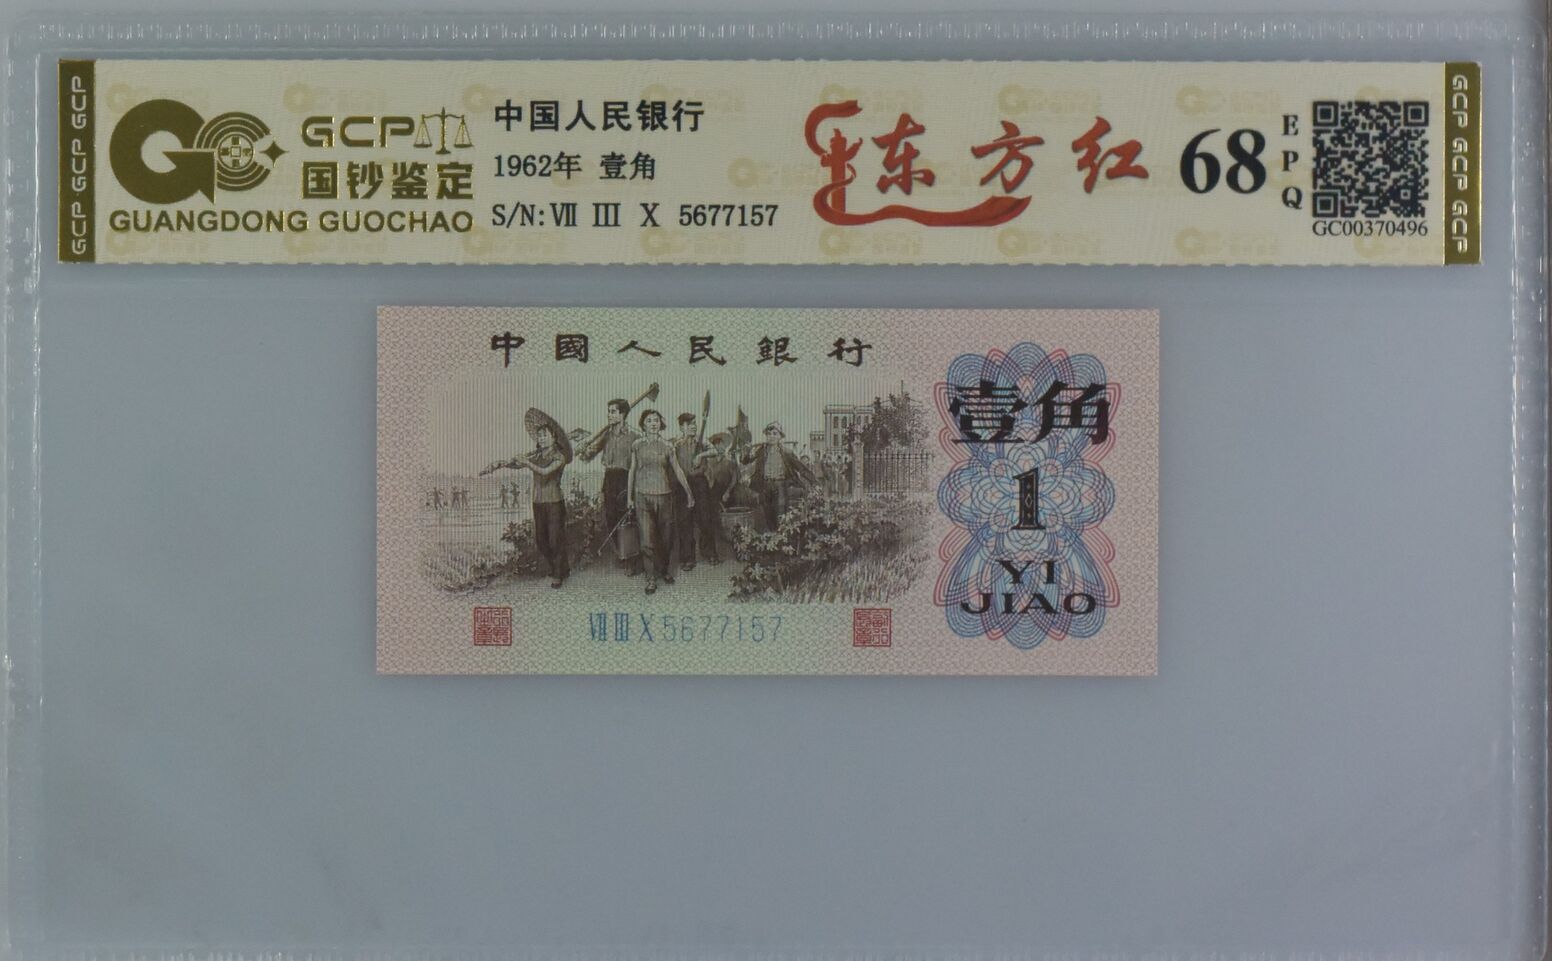 GCP GCP GCP
GCP
国钞鉴定
GUANGDONG GUOCHAO
中国人民银行
1962年 壹角
S/N: Ⅶ Ⅲ Ⅹ 5677157
东方红
68
EPQ
GC00370496
GCP GCP GCP
中國人民銀行
壹角
1
YI
JIAO
Ⅶ Ⅲ Ⅹ 5677157